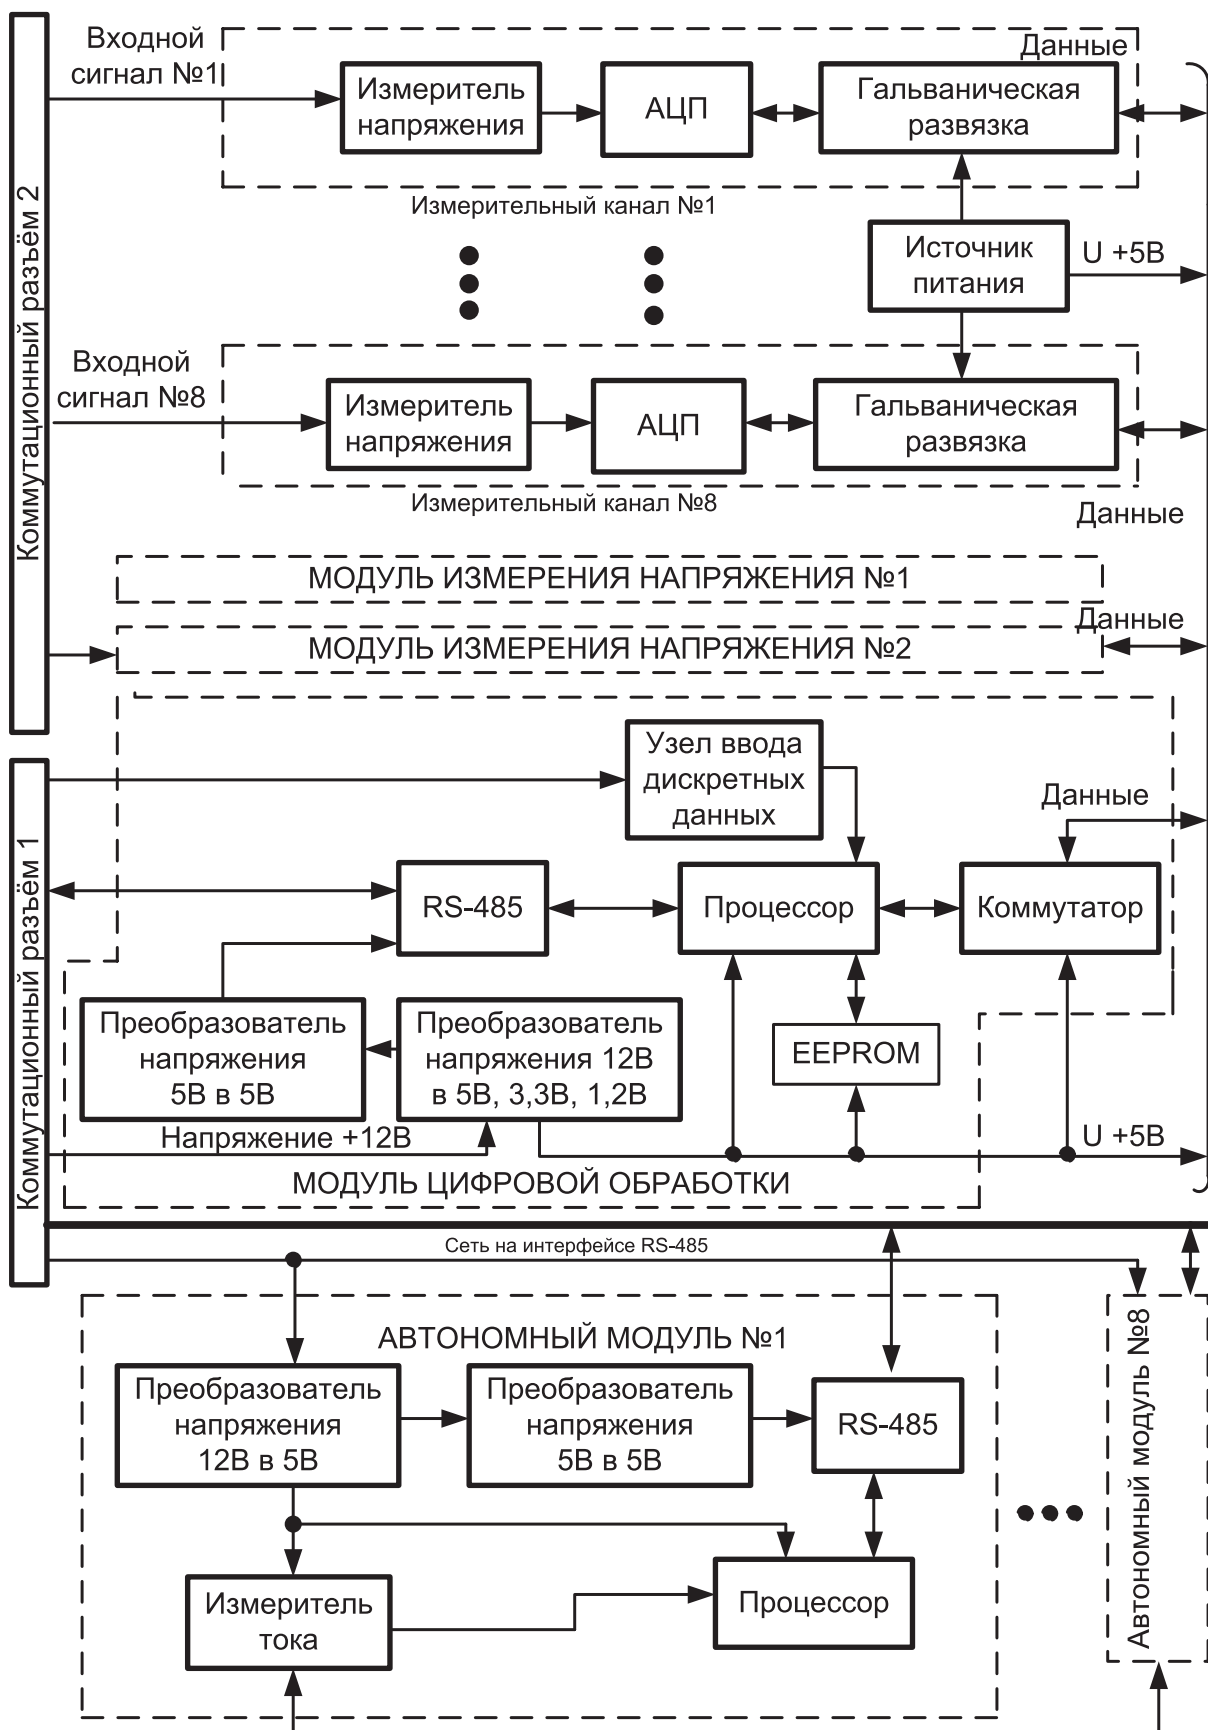 Коммутационный разъём 2
Входной
сигнал №1
Данные
Измеритель
напряжения
АЦП
Гальваническая
развязка
Измерительный канал №1
Источник
питания
U +5В
Входной
сигнал №8
Измеритель
напряжения
АЦП
Гальваническая
развязка
Измерительный канал №8
Данные
МОДУЛЬ ИЗМЕРЕНИЯ НАПРЯЖЕНИЯ №1
Данные
МОДУЛЬ ИЗМЕРЕНИЯ НАПРЯЖЕНИЯ №2
Коммутационный разъём 1
Узел ввода
дискретных
данных
Данные
RS-485
Процессор
Коммутатор
Преобразователь
напряжения
5В в 5В
Преобразователь
напряжения 12В
в 5В, 3,3В, 1,2В
EEPROM
Напряжение +12В
U +5В
МОДУЛЬ ЦИФРОВОЙ ОБРАБОТКИ
Сеть на интерфейсе RS-485
АВТОНОМНЫЙ МОДУЛЬ №1
Преобразователь
напряжения
12В в 5В
Преобразователь
напряжения
5В в 5В
RS-485
Измеритель
тока
Процессор
Автономный модуль №8